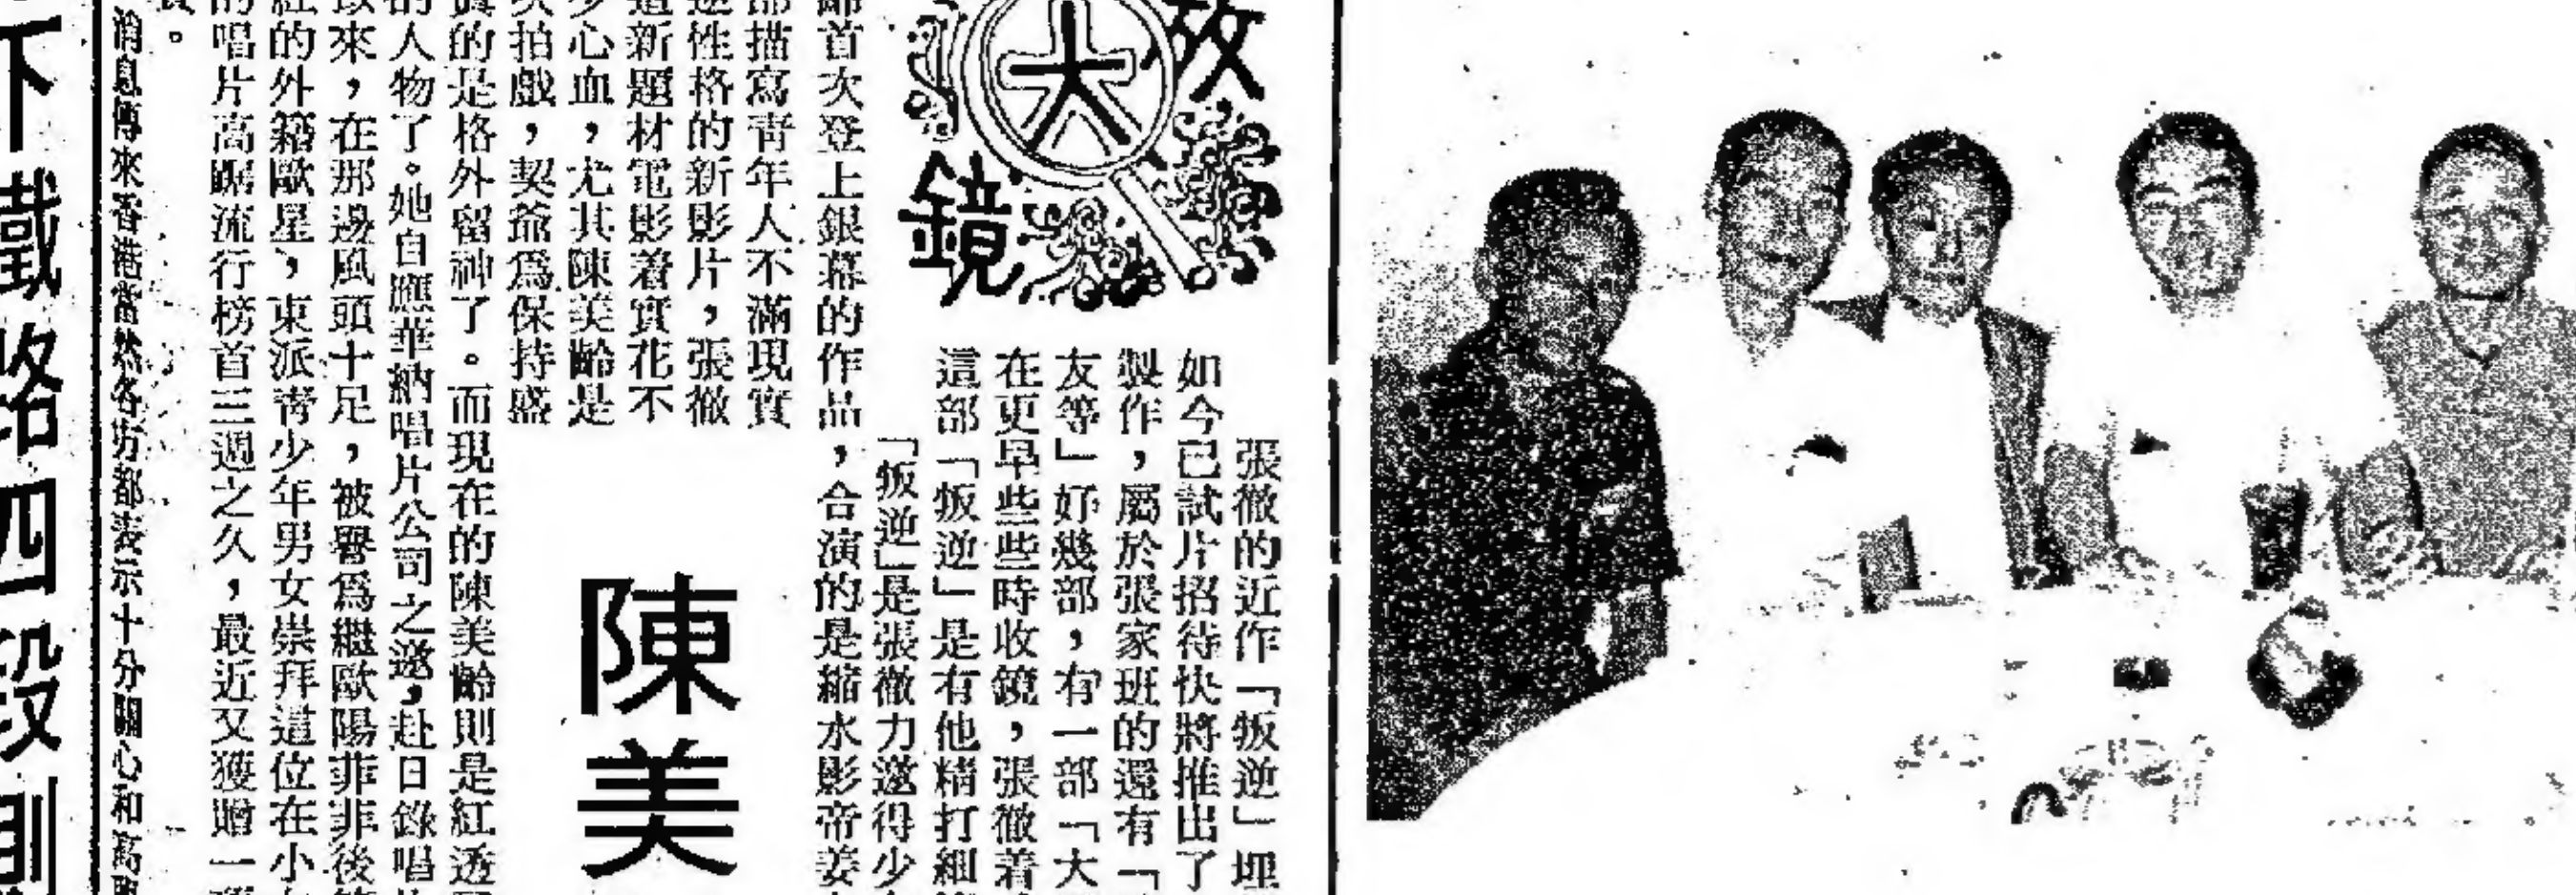 放
大
鏡
張徹的近作「叛逆」埋
如今已試片招待快將推出了
製作，屬於張家班的還有「
友等」好幾部，有一部「大
在更早些些時收鏡，張徹着
這部「叛逆」是有他精打細
「叛逆」是張徹力邀得少
齡首次登上銀幕的作品，合演的是縮水影帝姜
部描寫青年人不滿現實
逆性格的新影片，張徹
這新題材電影着實花不
少心血，尤其陳美齡是
次拍戲，契爺爲保持盛
陳美
真的是格外留神了。而現在的陳美齡則是紅透
的人物了。她自應華納唱片公司之邀，赴日錄唱
以來，在那邊風頭十足，被譽爲繼歐陽菲菲後
紅的外籍歐星，東派青少年男女崇拜這位在小
的唱片高踞流行榜首三週之久，最近又獲贈一
。
消息傳來香港當然各方都表示十分關心和高興
下鐵路四段